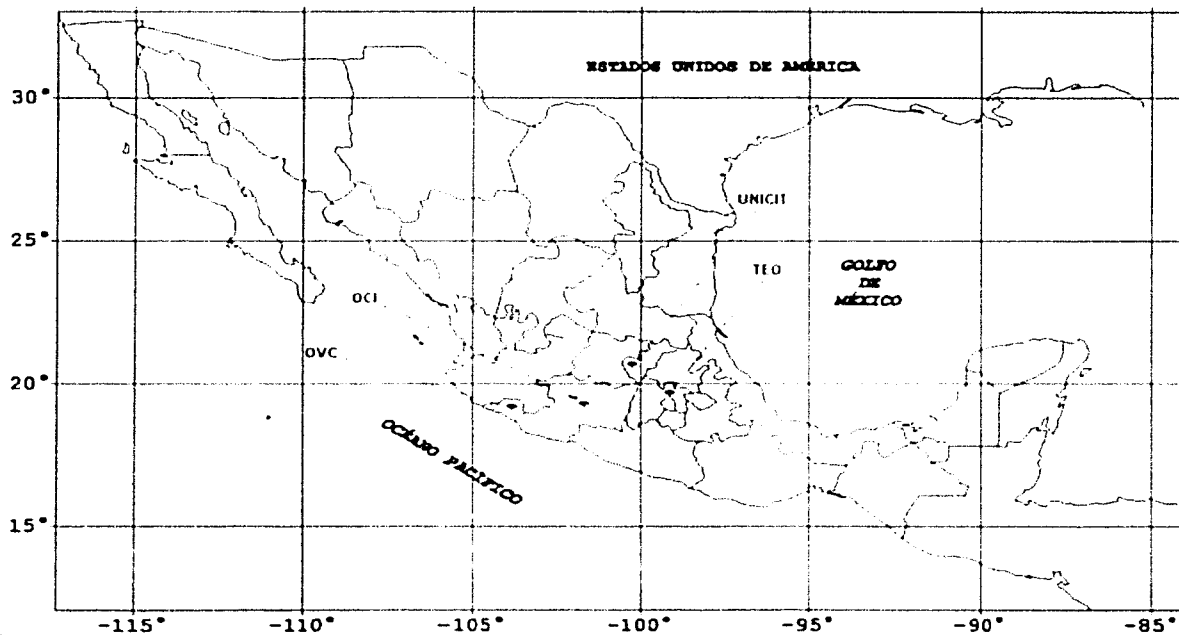 ESTADOS UNIDOS DE AMÉRICA
30°
UNICIT
25°
TEO
GOLFO
DE
MÉXICO
OCI
OVC
20°
OCÉANO PACIFICO
15°
-115°
-110°
-105°
-100°
-95°
-90°
-85°